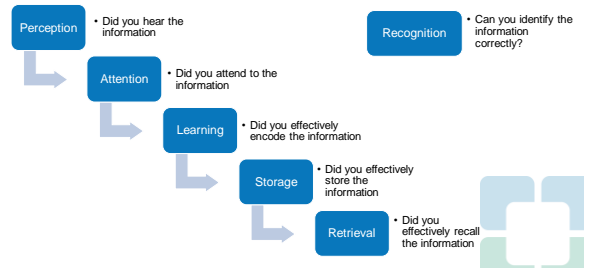 Perception
• Did you hear the
information
Recognition
• Can you identify the
information
correctly?
Attention
• Did you attend to the
information
Learning
• Did you effectively
encode the information
Storage
• Did you effectively
store the
information
Retrieval
• Did you
effectively recall
the information